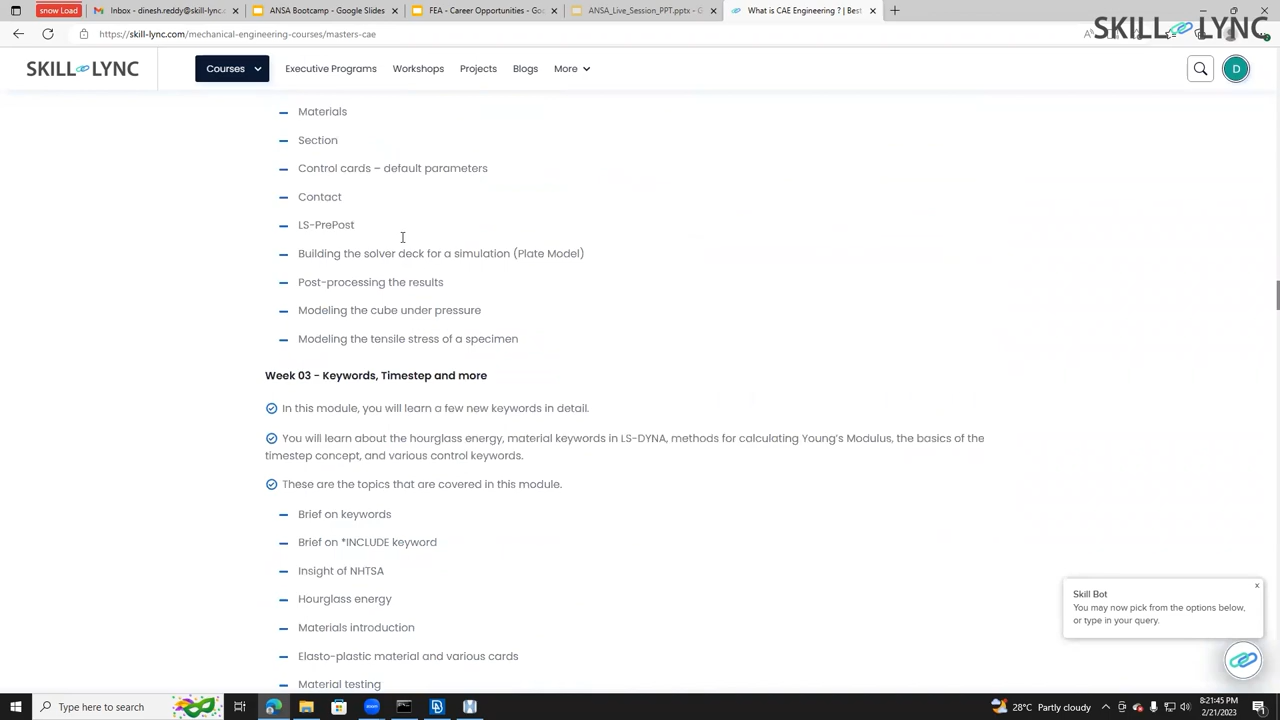 snow Load
Inbox - dinesh.reddy@skill-ly
ANSA Bootcamp - Google Slides
FEA - Career Opportunities - Goo
ANSA_Live_Session_PPT.pptx - G
What is CAE Engineering ? | Best
https://skill-lync.com/mechanical-engineering-courses/masters-cae
SKILL LYNC
SKILL LYNC
Courses
Executive Programs
Workshops
Projects
Blogs
More
D
Materials
Section
Control cards – default parameters
Contact
LS-PrePost
Building the solver deck for a simulation (Plate Model)
Post-processing the results
Modeling the cube under pressure
Modeling the tensile stress of a specimen
Week 03 - Keywords, Timestep and more
In this module, you will learn a few new keywords in detail.
You will learn about the hourglass energy, material keywords in LS-DYNA, methods for calculating Young's Modulus, the basics of the
timestep concept, and various control keywords.
These are the topics that are covered in this module.
Brief on keywords
Brief on *INCLUDE keyword
Insight of NHTSA
Hourglass energy
Materials introduction
Elasto-plastic material and various cards
Material testing
Skill Bot
x
You may now pick from the options below,
or type in your query.
Type here to search
28°C Partly cloudy
8:21:45 PM
2/21/2023